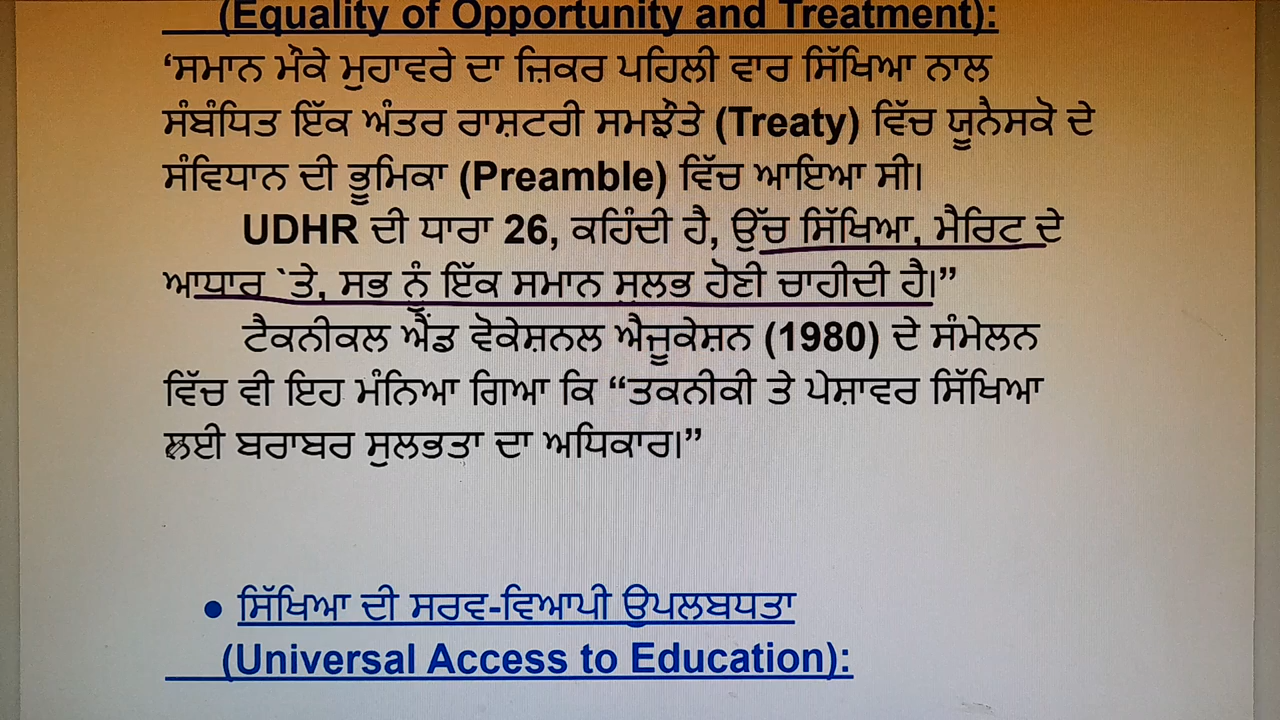 (Equality of Opportunity and Treatment):
‘ਸਮਾਨ ਮੌਕੇ ਮੁਹਾਵਰੇ ਦਾ ਜ਼ਿਕਰ ਪਹਿਲੀ ਵਾਰ ਸਿੱਖਿਆ ਨਾਲ
ਸੰਬੰਧਿਤ ਇੱਕ ਅੰਤਰ ਰਾਸ਼ਟਰੀ ਸਮਝੌਤੇ (Treaty) ਵਿੱਚ ਯੂਨੈਸਕੋ ਦੇ
ਸੰਵਿਧਾਨ ਦੀ ਭੂਮਿਕਾ (Preamble) ਵਿੱਚ ਆਇਆ ਸੀ।
UDHR ਦੀ ਧਾਰਾ 26, ਕਹਿੰਦੀ ਹੈ, ਉੱਚ ਸਿੱਖਿਆ, ਮੈਰਿਟ ਦੇ
ਆਧਾਰ `ਤੇ, ਸਭ ਨੂੰ ਇੱਕ ਸਮਾਨ ਸੁਲਭ ਹੋਣੀ ਚਾਹੀਦੀ ਹੈ।”
ਟੈਕਨੀਕਲ ਐਂਡ ਵੋਕੇਸ਼ਨਲ ਐਜੂਕੇਸ਼ਨ (1980) ਦੇ ਸੰਮੇਲਨ
ਵਿੱਚ ਵੀ ਇਹ ਮੰਨਿਆ ਗਿਆ ਕਿ “ਤਕਨੀਕੀ ਤੇ ਪੇਸ਼ਾਵਰ ਸਿੱਖਿਆ
ਲਈ ਬਰਾਬਰ ਸੁਲਭਤਾ ਦਾ ਅਧਿਕਾਰ।”
● ਸਿੱਖਿਆ ਦੀ ਸਰਵ-ਵਿਆਪੀ ਉਪਲਬਧਤਾ
(Universal Access to Education):